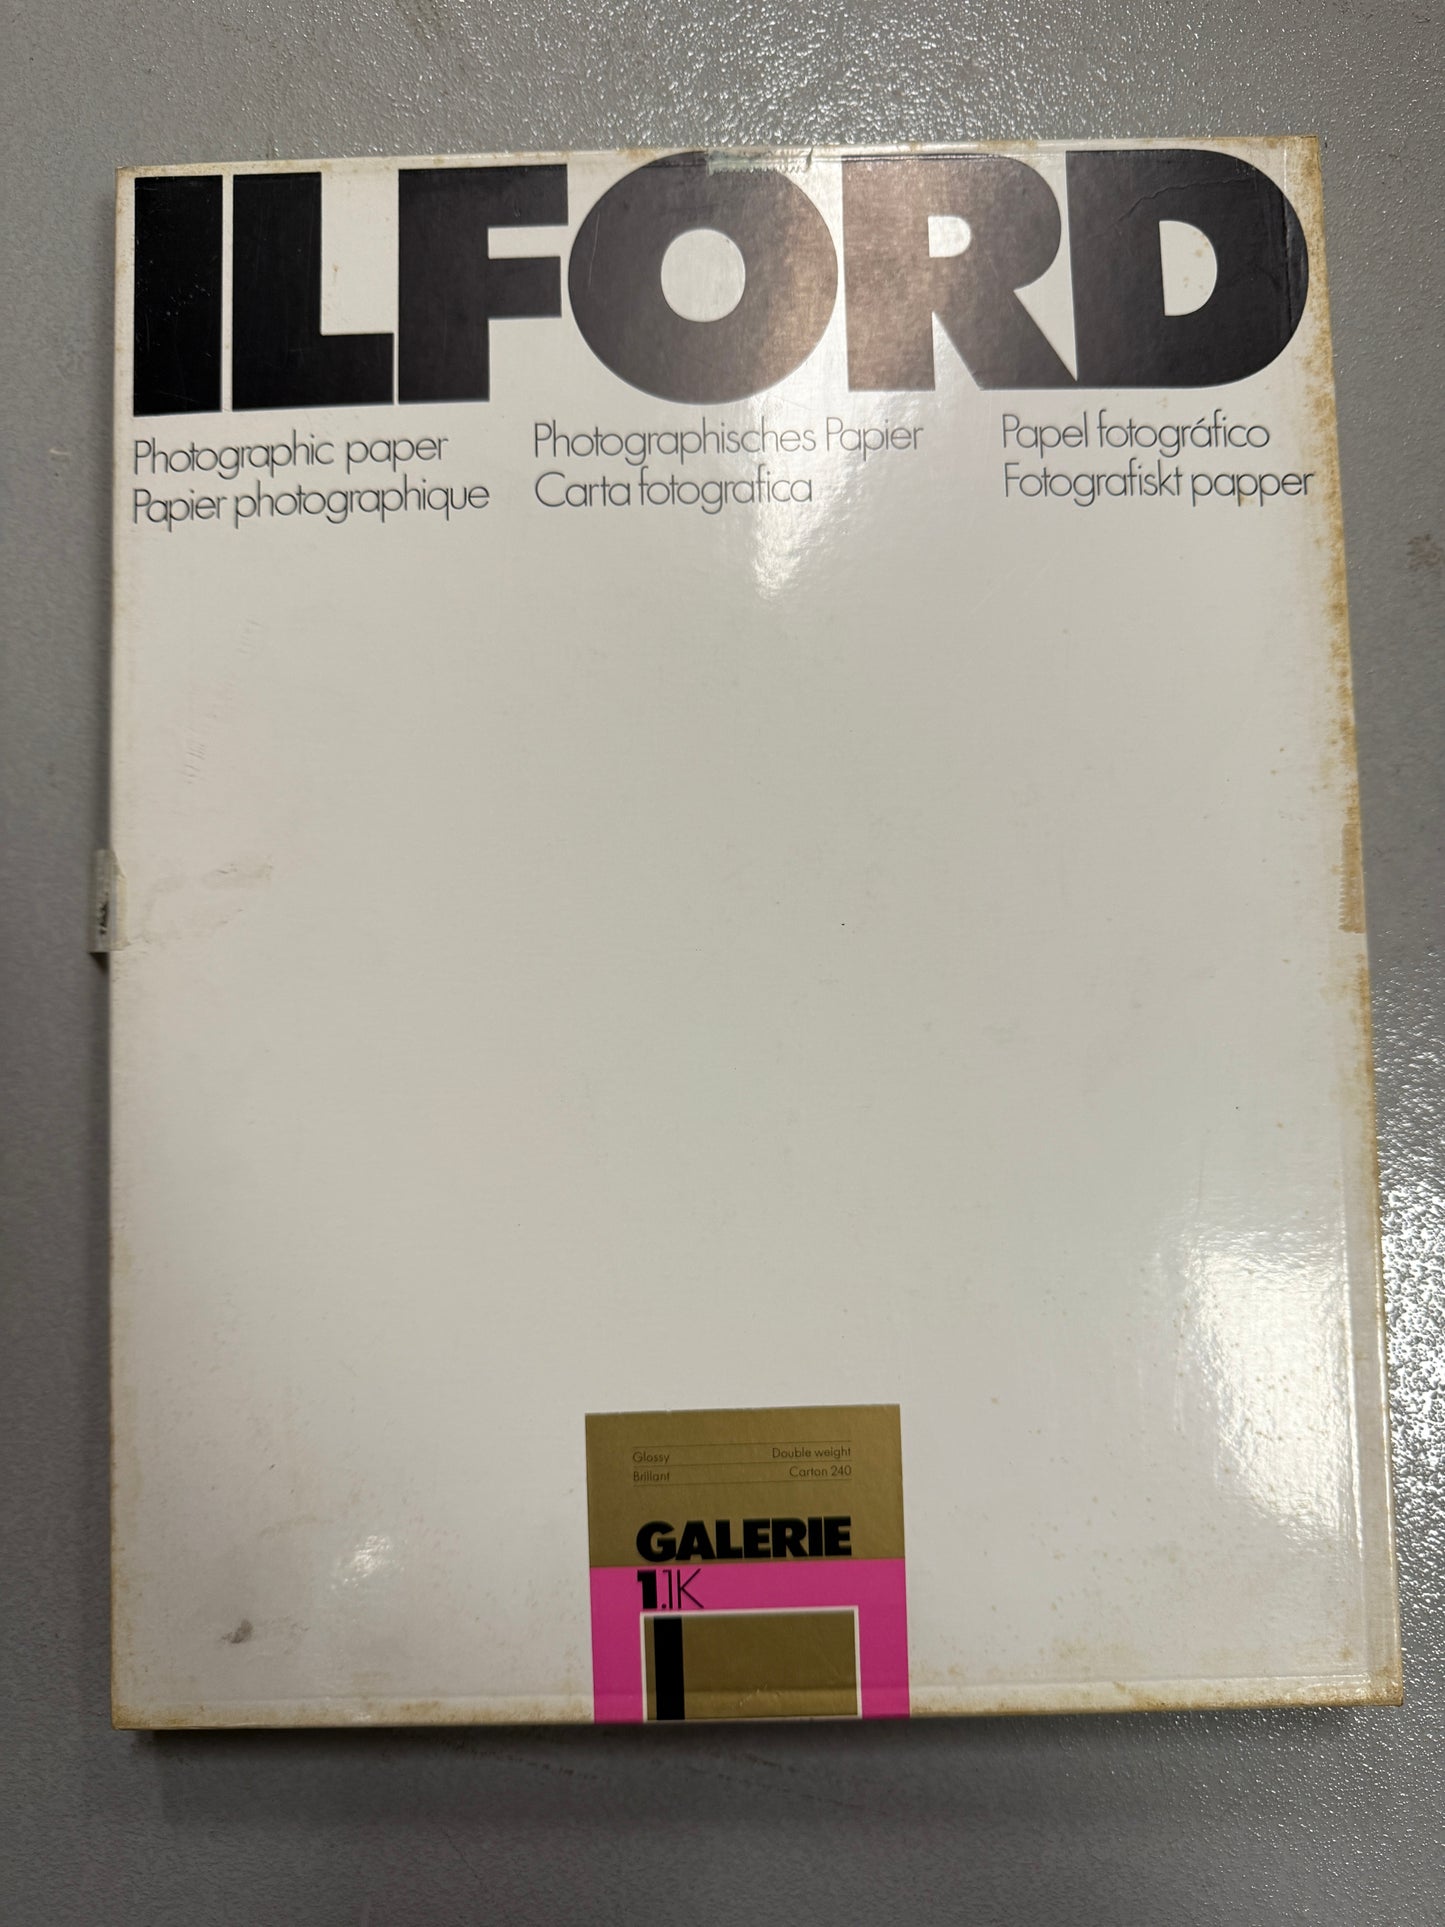 ILFORD
Photographic paper
Papier photographique
Photographisches Papier
Carta fotografica
Papel fotográfico
Fotografiskt papper
Glossy Double weight
Brillant Carton 240
GALERIE
1.1K